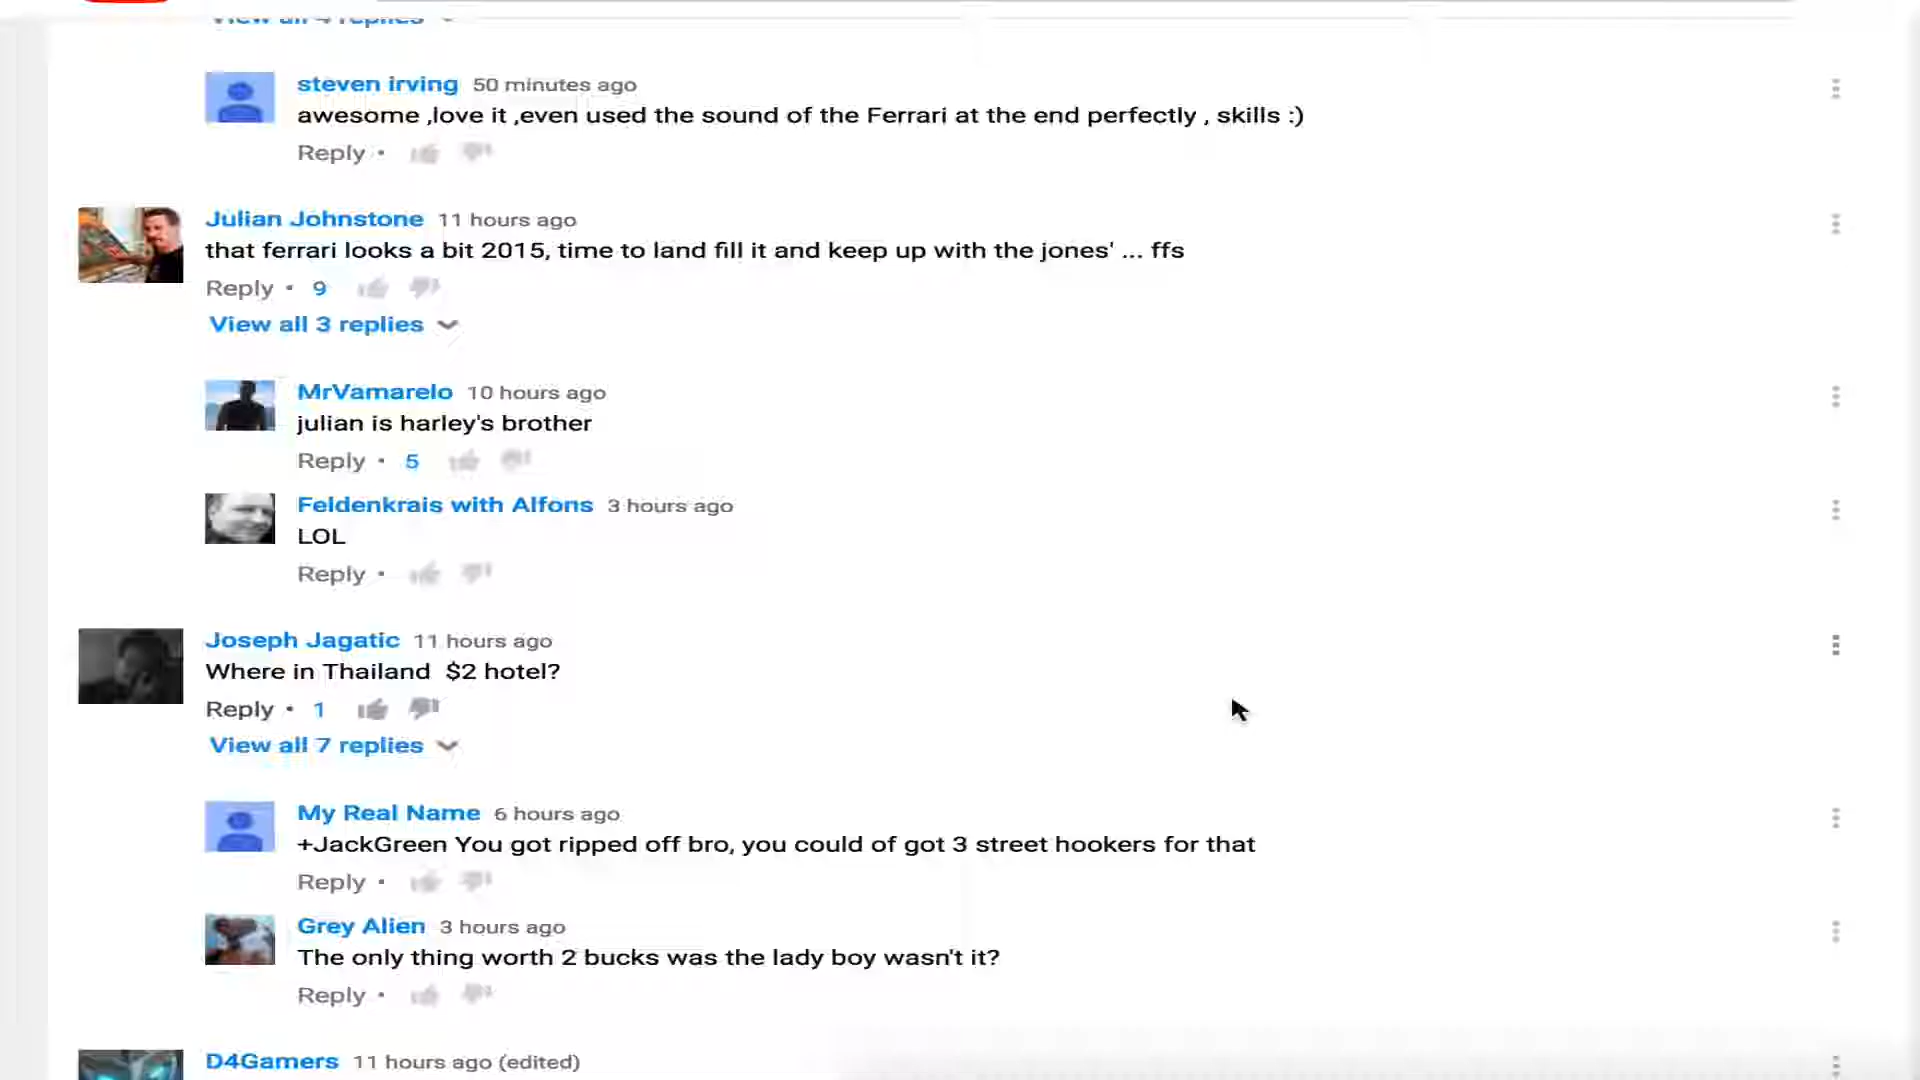 View all 4 replies
steven irving 50 minutes ago
awesome ,love it ,even used the sound of the Ferrari at the end perfectly , skills :)
Reply •
Julian Johnstone 11 hours ago
that ferrari looks a bit 2015, time to land fill it and keep up with the jones' ... ffs
Reply • 9
View all 3 replies
MrVamarelo 10 hours ago
julian is harley's brother
Reply • 5
Feldenkrais with Alfons 3 hours ago
LOL
Reply •
Joseph Jagatic 11 hours ago
Where in Thailand $2 hotel?
Reply • 1
View all 7 replies
My Real Name 6 hours ago
+JackGreen You got ripped off bro, you could of got 3 street hookers for that
Reply •
Grey Alien 3 hours ago
The only thing worth 2 bucks was the lady boy wasn't it?
Reply •
D4Gamers 11 hours ago (edited)